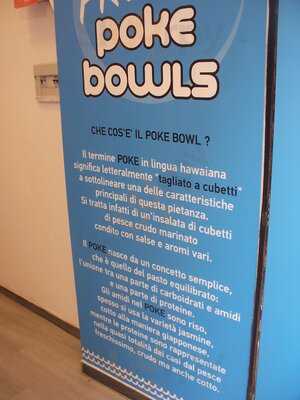 poke
bowls
CHE COS'E' IL POKE BOWL ?
Il termine POKE in lingua hawaiana
significa letteralmente "tagliato a cubetti"
a sottolineare una delle caratteristiche
principali di questa pietanza.
Si tratta infatti di un'insalata di cubetti
di pesce crudo marinato
condito con salse e aromi vari.
Il POKE nasce da un concetto semplice,
che è quello del pasto equilibrato:
l'unione tra una parte di carboidrati e amidi
e una parte di proteine.
Gli amidi nel POKE sono riso,
spesso si usa la varietà jasmine,
cotto alla maniera giapponese,
mentre le proteine sono rappresentate
nella quasi totalità dei casi dal pesce
freschissimo, crudo ma anche cotto.